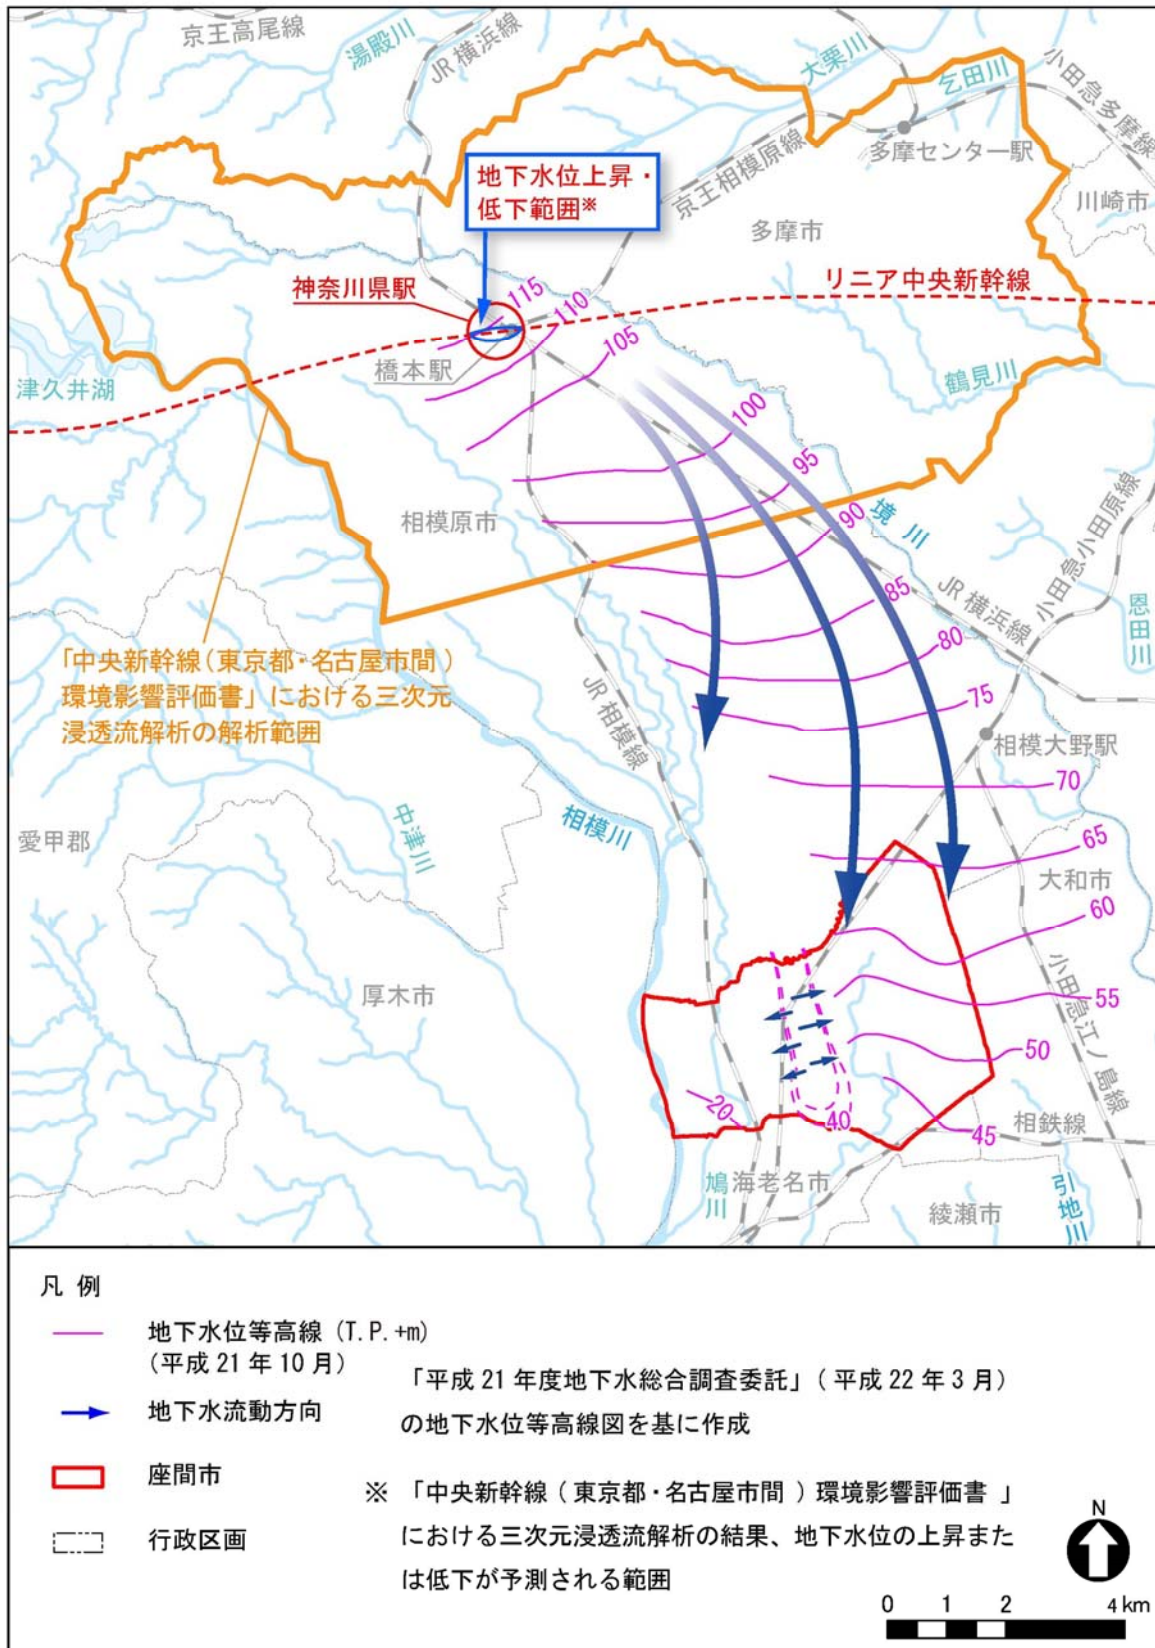 京王高尾線
湯殿川
JR横浜線
大栗川
乞田川
小田急多摩線
多摩センター駅
京王相模原線
川崎市
多摩市
地下水位上昇・
低下範囲※
神奈川県駅
リニア中央新幹線
115
110
105
橋本駅
津久井湖
鶴見川
100
95
90
境川
相模原市
小田急小田原線
JR横浜線
恩田川
85
80
75
「中央新幹線(東京都・名古屋市間)
環境影響評価書」における三次元
浸透流解析の解析範囲
JR相模線
相模大野駅
70
相模川
中津川
愛甲郡
65
大和市
60
厚木市
55
小田急江ノ島線
50
20
40
45
相鉄線
鳩川
海老名市
綾瀬市
引地川
凡 例
地下水位等高線 (T.P.+m)
(平成 21 年 10 月)
「平成 21 年度地下水総合調査委託」( 平成 22 年 3 月)
の地下水位等高線図を基に作成
地下水流動方向
座間市
行政区画
※ 「中央新幹線 ( 東京都・名古屋市間 ) 環境影響評価書 」
における三次元浸透流解析の結果、地下水位の上昇また
は低下が予測される範囲
N
0 1 2 4 km